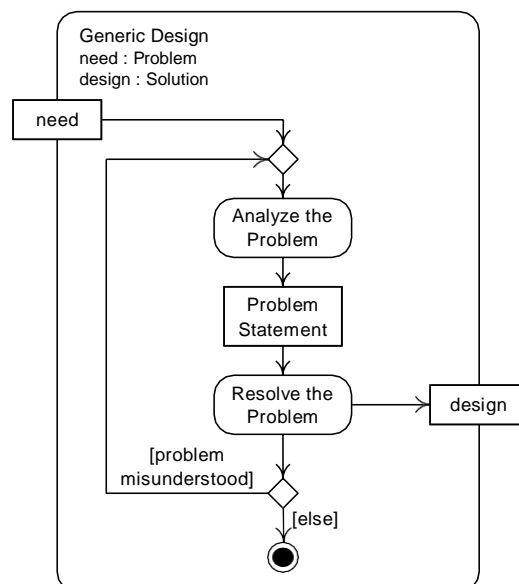 Generic Design
need : Problem
design : Solution
need
Analyze the
Problem
Problem
Statement
Resolve the
Problem
design
[problem
misunderstood]
[else]